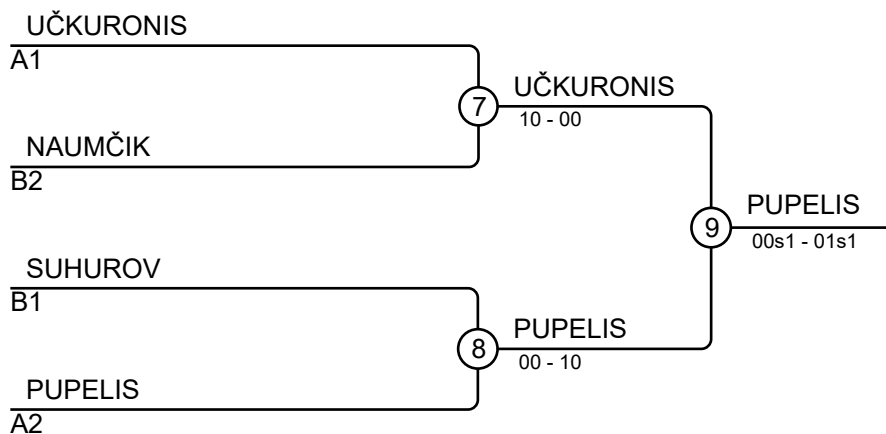 UČKURONIS
A1
7
UČKURONIS
10 - 00
NAUMČIK
B2
9
PUPELIS
00s1 - 01s1
SUHUROV
B1
8
PUPELIS
00 - 10
PUPELIS
A2